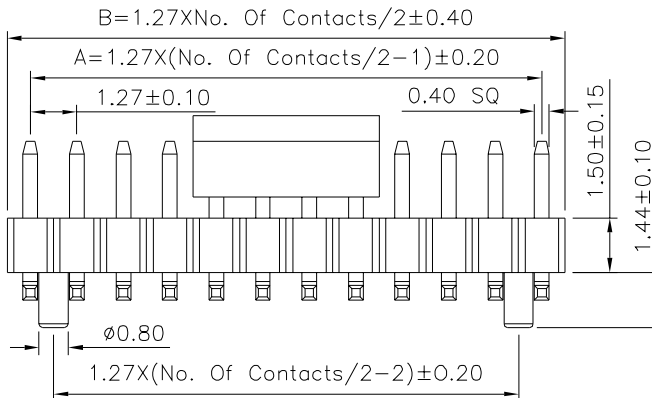 B=1.27XNo. Of Contacts/2±0.40
A=1.27X(No. Of Contacts/2-1)±0.20
1.27±0.10
0.40 SQ
1.50±0.15
1.44±0.10
ø0.80
1.27X(No. Of Contacts/2-2)±0.20